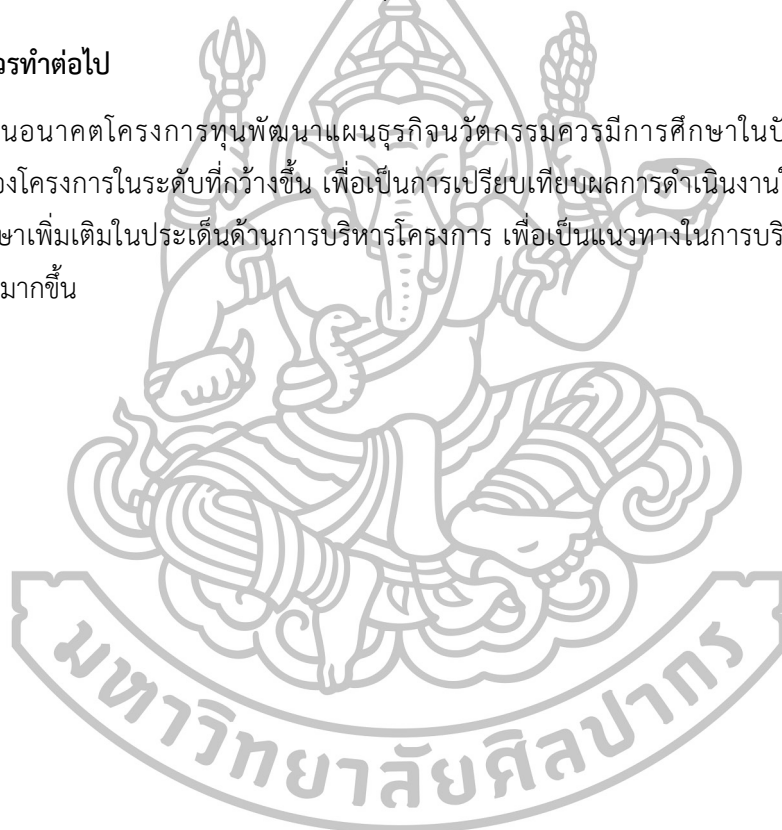 วรทำต่อไป
นอนาคตโครงการทุนพัฒนาแผนธุรกิจนวัตกรรมควรมีการศึกษาในปั
องโครงการในระดับที่กว้างขึ้น เพื่อเป็นการเปรียบเทียบผลการดำเนินงานใ
ษาเพิ่มเติมในประเด็นด้านการบริหารโครงการ เพื่อเป็นแนวทางในการบริ
มากขึ้น
มหาวิทยาลัยศิลปากร